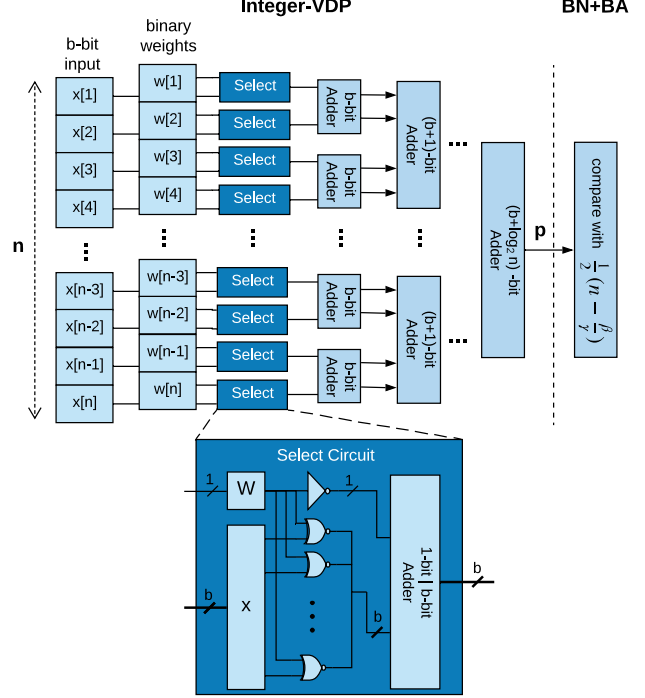 Integer-VDP
BN+BA
b-bit
input
binary
weights
n
x[1]
x[2]
x[3]
x[4]
x[n-3]
x[n-2]
x[n-1]
x[n]
w[1]
w[2]
w[3]
w[4]
w[n-3]
w[n-2]
w[n-1]
w[n]
Select
Select
Select
Select
Select
Select
Select
Select
b-bit
Adder
b-bit
Adder
b-bit
Adder
b-bit
Adder
(b+1)-bit
Adder
(b+1)-bit
Adder
(b+log₂ n) -bit
Adder
p
compare with 1/2 (n − β/γ)
Select Circuit
1
W
1
b
x
b
1-bit | b-bit
Adder
b